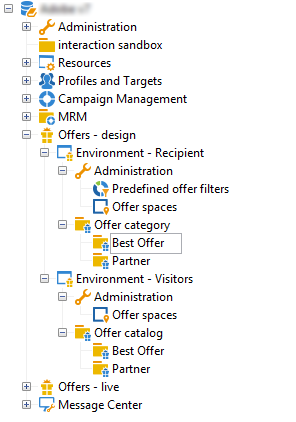 Administration
interaction sandbox
Resources
Profiles and Targets
Campaign Management
MRM
Offers - design
Environment - Recipient
Administration
Predefined offer filters
Offer spaces
Offer category
Best Offer
Partner
Environment - Visitors
Administration
Offer spaces
Offer catalog
Best Offer
Partner
Offers - live
Message Center